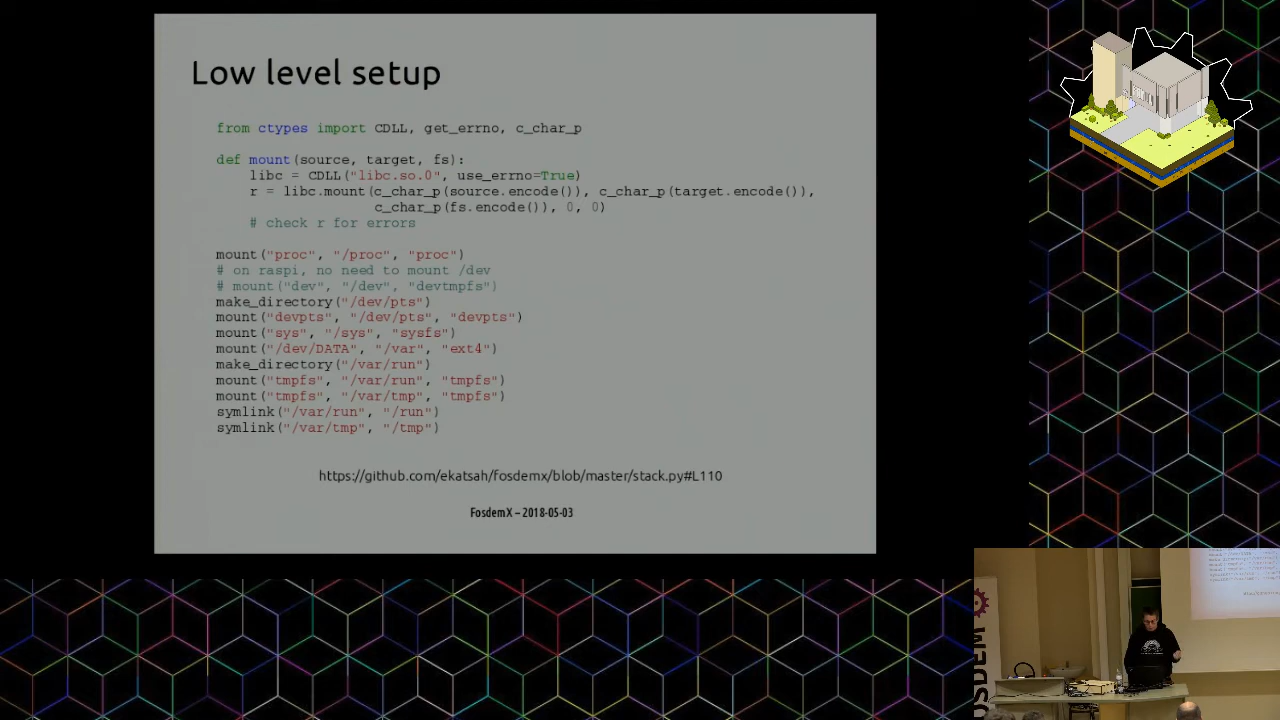 Low level setup
from ctypes import CDLL, get_errno, c_char_p
def mount(source, target, fs):
libc = CDLL("libc.so.0", use_errno=True)
r = libc.mount(c_char_p(source.encode()), c_char_p(target.encode()),
c_char_p(fs.encode()), 0, 0)
# check r for errors
mount("proc", "/proc", "proc")
# on raspi, no need to mount /dev
# mount("dev", "/dev", "devtmpfs")
make_directory("/dev/pts")
mount("devpts", "/dev/pts", "devpts")
mount("sys", "/sys", "sysfs")
mount("/dev/DATA", "/var", "ext4")
make_directory("/var/run")
mount("tmpfs", "/var/run", "tmpfs")
mount("tmpfs", "/var/tmp", "tmpfs")
symlink("/var/run", "/run")
symlink("/var/tmp", "/tmp")
https://github.com/ekatsah/fosdemx/blob/master/stack.py#L110
FosdemX – 2018-05-03
OSDEM